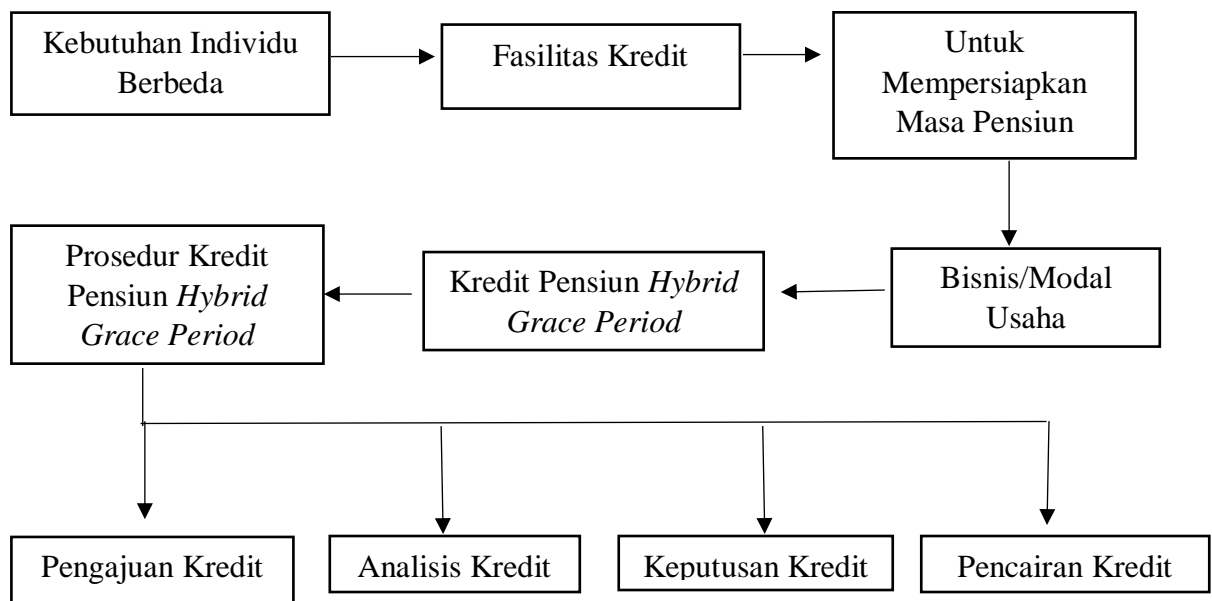 Kebutuhan Individu
Berbeda
Fasilitas Kredit
Untuk
Mempersiapkan
Masa Pensiun
Bisnis/Modal
Usaha
Kredit Pensiun Hybrid
Grace Period
Prosedur Kredit
Pensiun Hybrid
Grace Period
Pengajuan Kredit
Analisis Kredit
Keputusan Kredit
Pencairan Kredit